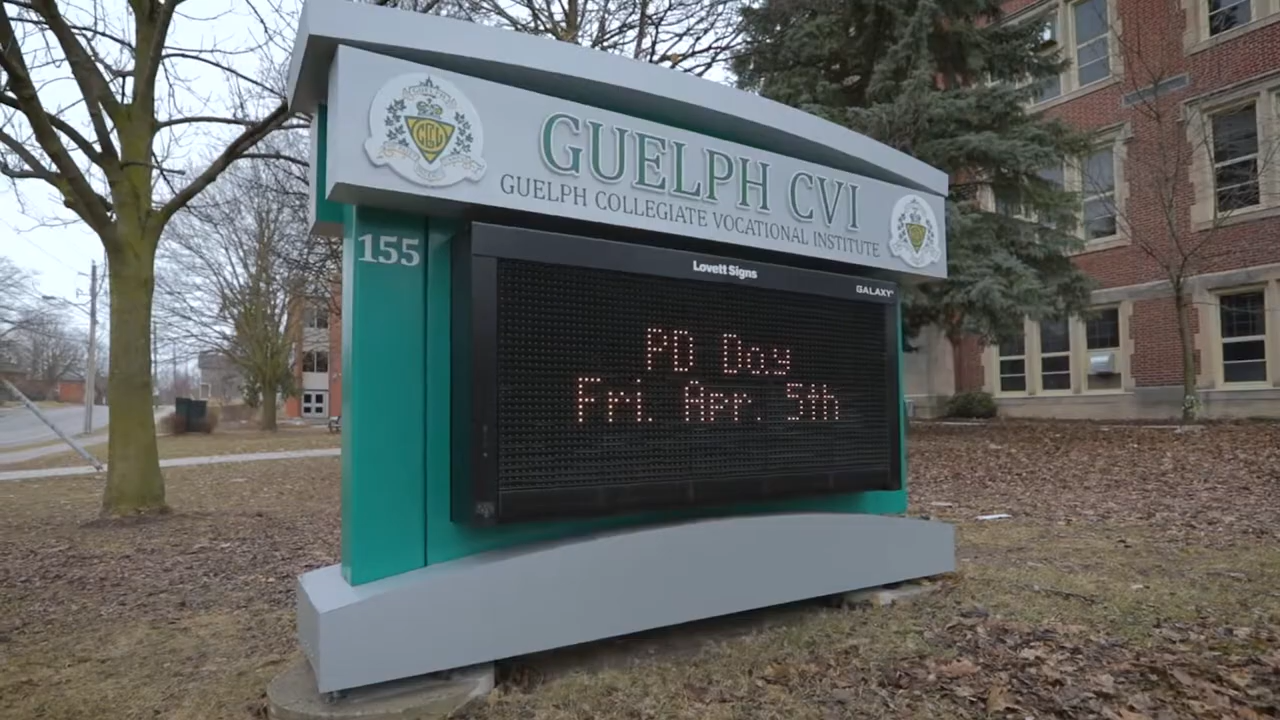 GUELPH CVI
GUELPH COLLEGIATE VOCATIONAL INSTITUTE
155
Lovett Signs
GALAXY
PD Day
Fri. Apr. 5th